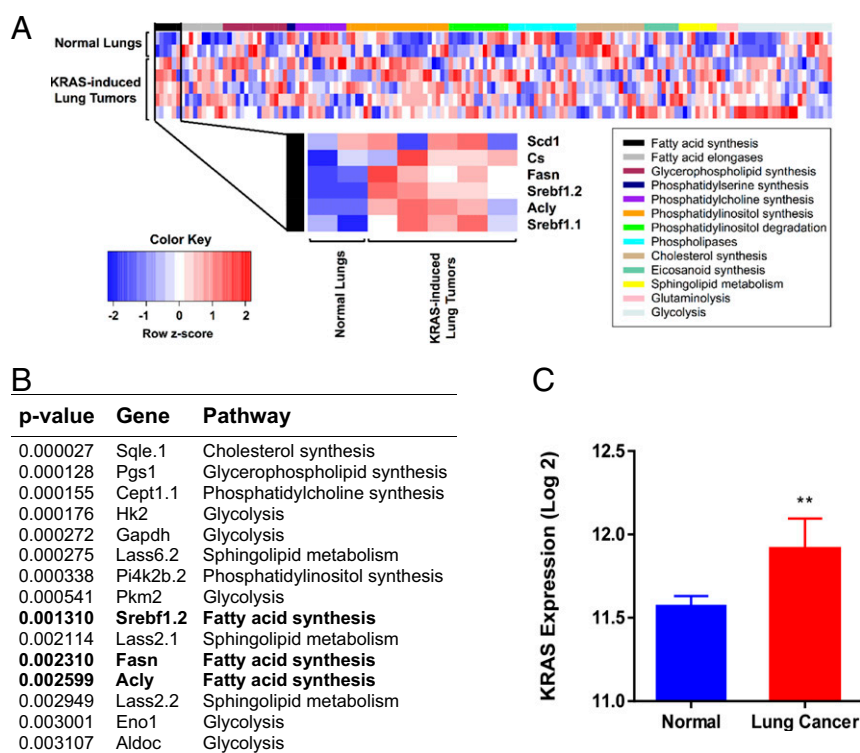 A
Normal Lungs
KRAS-induced
Lung Tumors
Scd1
Cs
Fasn
Srebf1.2
Acly
Srebf1.1
Color Key
-2 -1 0 1 2
Row z-score
Normal Lungs
KRAS-induced
Lung Tumors
Fatty acid synthesis
Fatty acid elongases
Glycerophospholipid synthesis
Phosphatidylserine synthesis
Phosphatidylcholine synthesis
Phosphatidylinositol synthesis
Phosphatidylinositol degradation
Phospholipases
Cholesterol synthesis
Eicosanoid synthesis
Sphingolipid metabolism
Glutaminolysis
Glycolysis
B
p-value Gene Pathway
0.000027 Sqle.1 Cholesterol synthesis
0.000128 Pgs1 Glycerophospholipid synthesis
0.000155 Cept1.1 Phosphatidylcholine synthesis
0.000176 Hk2 Glycolysis
0.000272 Gapdh Glycolysis
0.000275 Lass6.2 Sphingolipid metabolism
0.000338 Pi4k2b.2 Phosphatidylinositol synthesis
0.000541 Pkm2 Glycolysis
0.001310 Srebf1.2 Fatty acid synthesis
0.002114 Lass2.1 Sphingolipid metabolism
0.002310 Fasn Fatty acid synthesis
0.002599 Acly Fatty acid synthesis
0.002949 Lass2.2 Sphingolipid metabolism
0.003001 Eno1 Glycolysis
0.003107 Aldoc Glycolysis
C
KRAS Expression (Log 2)
12.5
12.0
11.5
11.0
**
Normal Lung Cancer